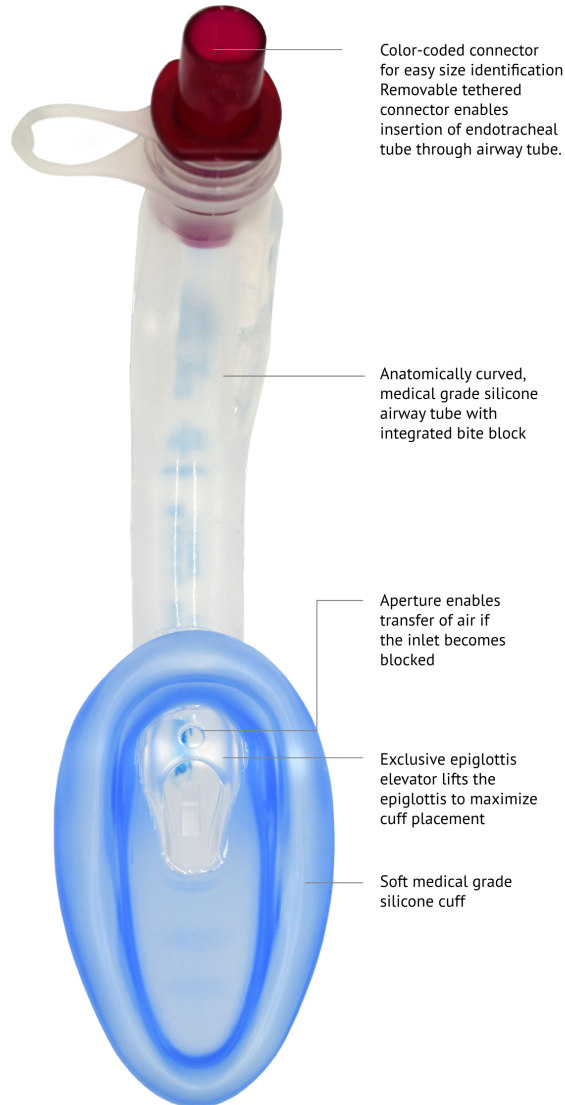 Color-coded connector
for easy size identification
Removable tethered
connector enables
insertion of endotracheal
tube through airway tube.
Anatomically curved,
medical grade silicone
airway tube with
integrated bite block
Aperture enables
transfer of air if
the inlet becomes
blocked
Exclusive epiglottis
elevator lifts the
epiglottis to maximize
cuff placement
Soft medical grade
silicone cuff